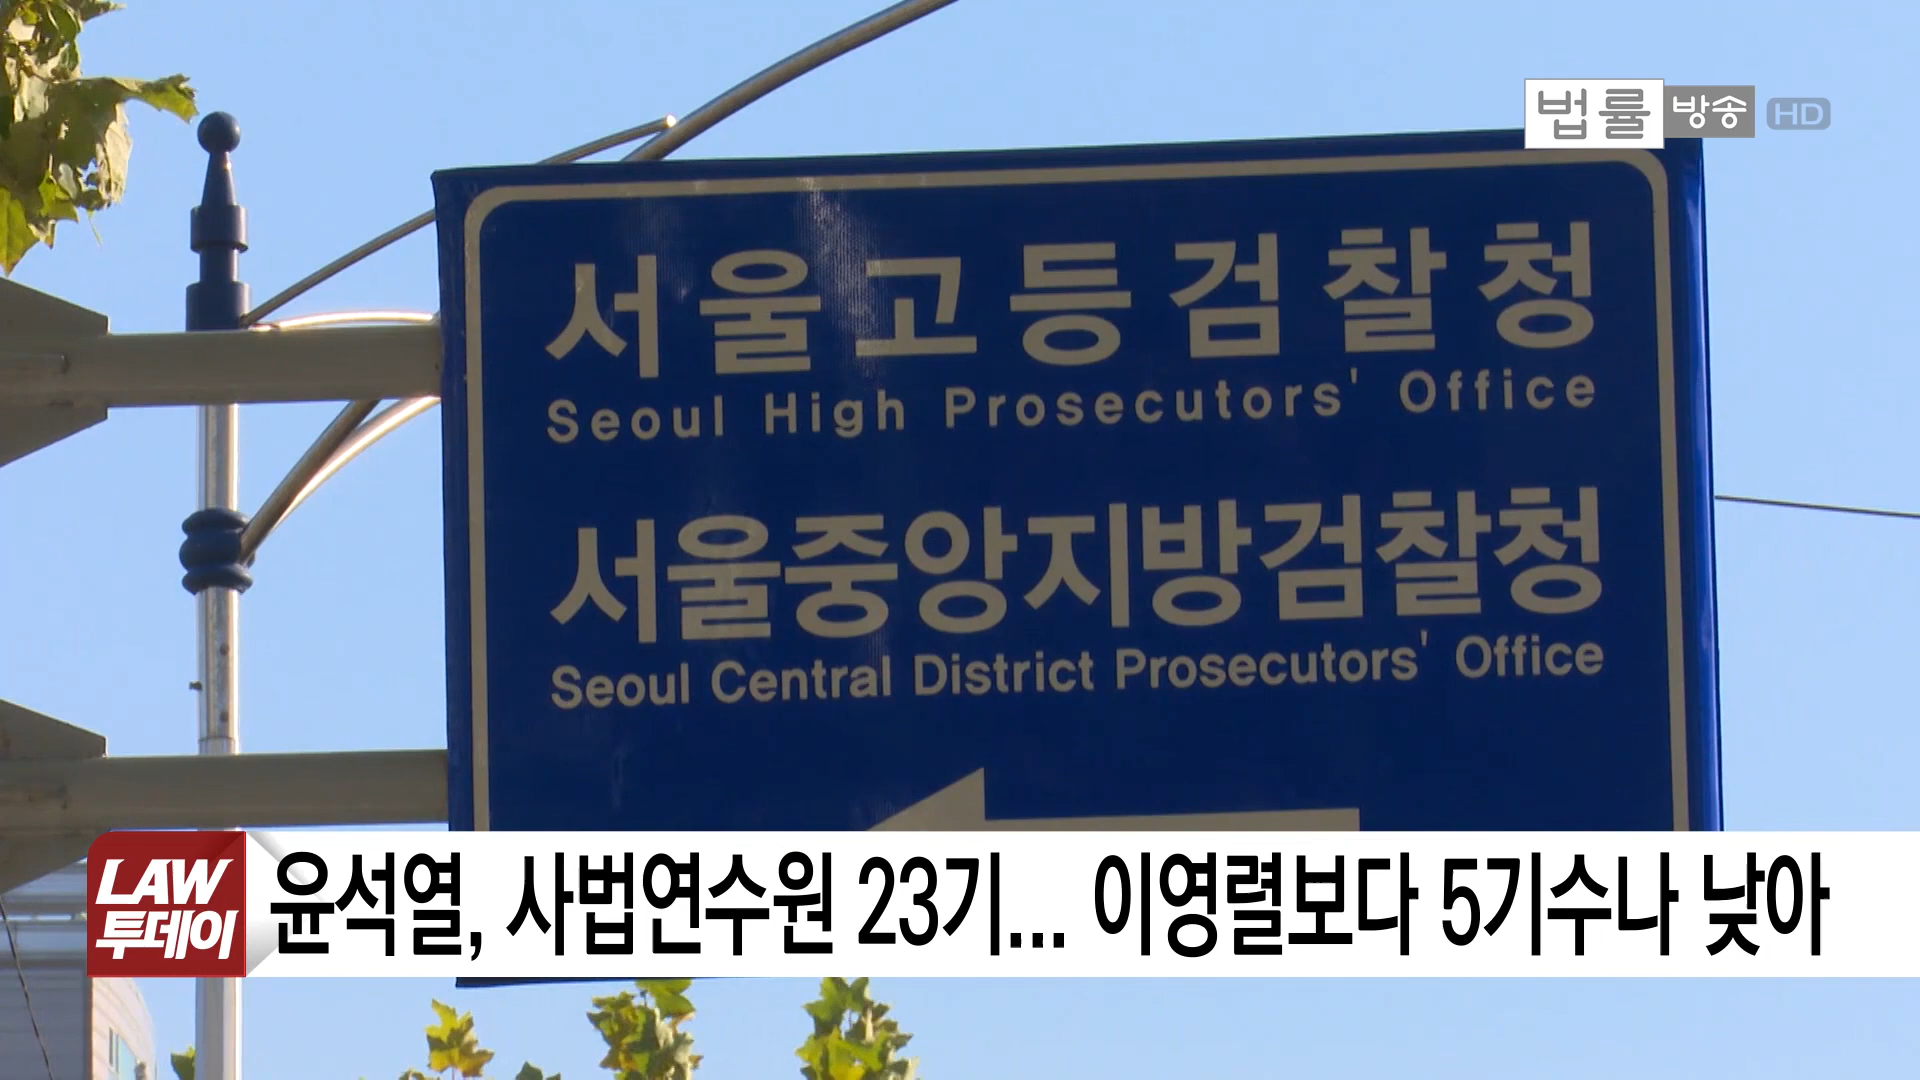 법률방송 HD
서울고등검찰청
Seoul High Prosecutors' Office
서울중앙지방검찰청
Seoul Central District Prosecutors' Office
LAW
투데이
윤석열, 사법연수원 23기... 이영렬보다 5기수나 낮아